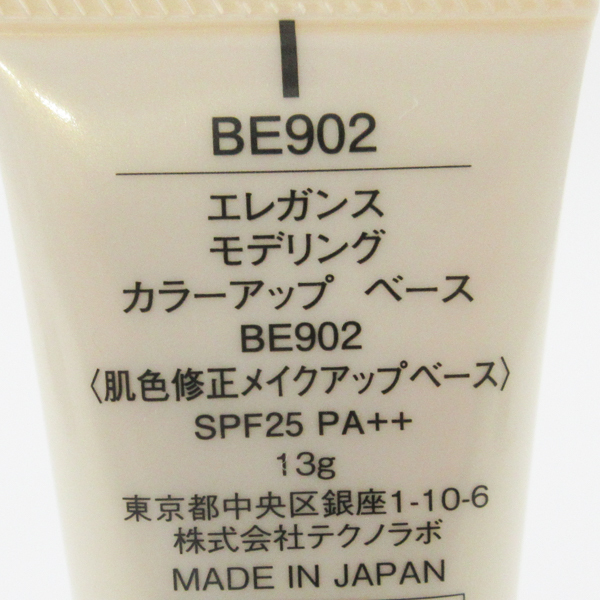 BE902
エレガンス
モデリング
カラーアップ ベース
BE902
〈肌色修正メイクアップベース〉
SPF25 PA++
13g
東京都中央区銀座1-10-6
株式会社テクノラボ
MADE IN JAPAN